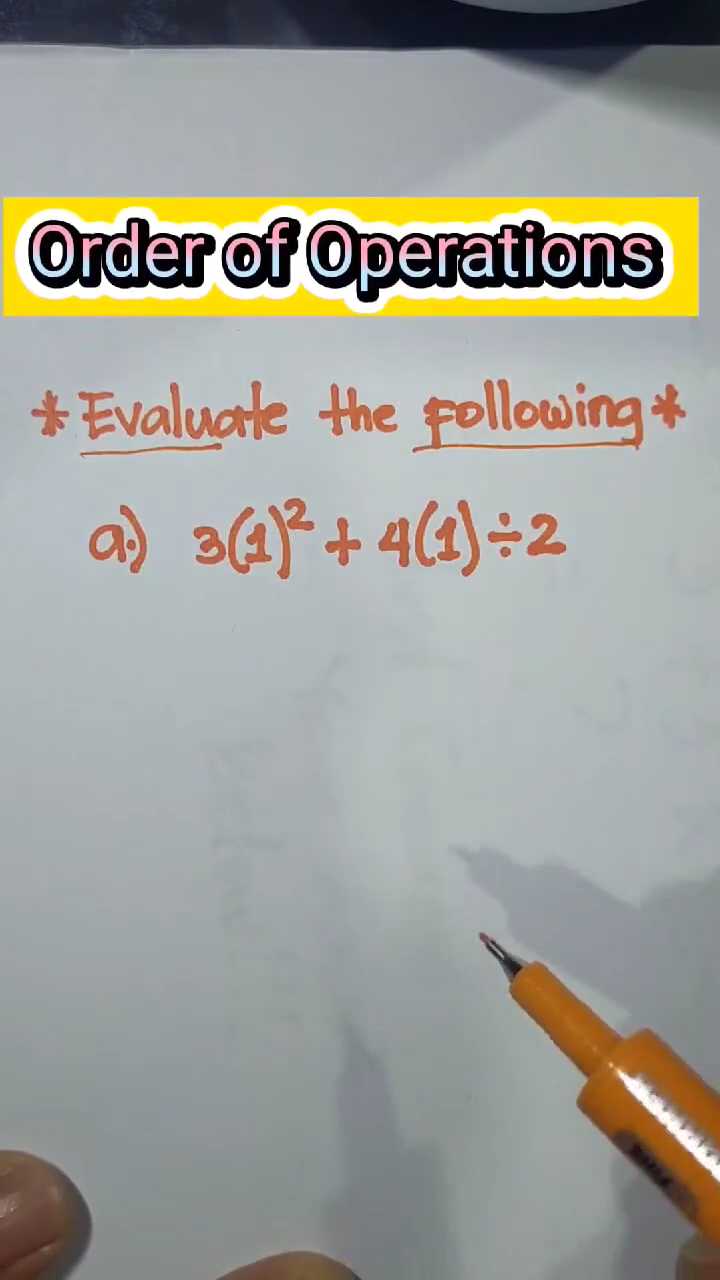 Order of Operations
*Evaluate the following*
a.) 3(1)² + 4(1) ÷ 2